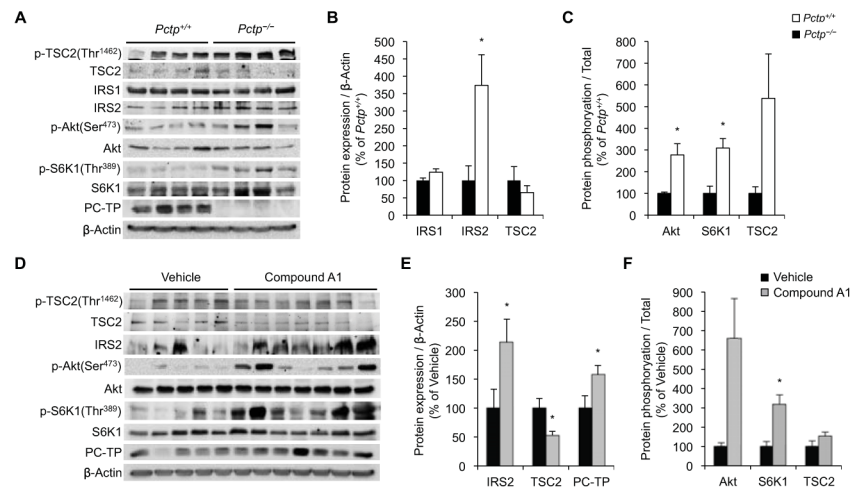 A
Pctp+/+
Pctp−/−
p-TSC2(Thr1462)
TSC2
IRS1
IRS2
p-Akt(Ser473)
Akt
p-S6K1(Thr389)
S6K1
PC-TP
β-Actin
B
Protein expression / β-Actin
(% of Pctp+/+)
500
450
400
350
300
250
200
150
100
50
0
*
IRS1
IRS2
TSC2
C
Pctp+/+
Pctp−/−
Protein phosphoryation / Total
(% of Pctp+/+)
800
700
600
500
400
300
200
100
0
*
*
Akt
S6K1
TSC2
D
Vehicle
Compound A1
p-TSC2(Thr1462)
TSC2
IRS2
p-Akt(Ser473)
Akt
p-S6K1(Thr389)
S6K1
PC-TP
β-Actin
E
Protein expression / β-Actin
(% of Vehicle)
300
250
200
150
100
50
0
*
*
*
IRS2
TSC2
PC-TP
F
Vehicle
Compound A1
Protein phosphoryation / Total
(% of Vehicle)
900
800
700
600
500
400
300
200
100
0
*
Akt
S6K1
TSC2